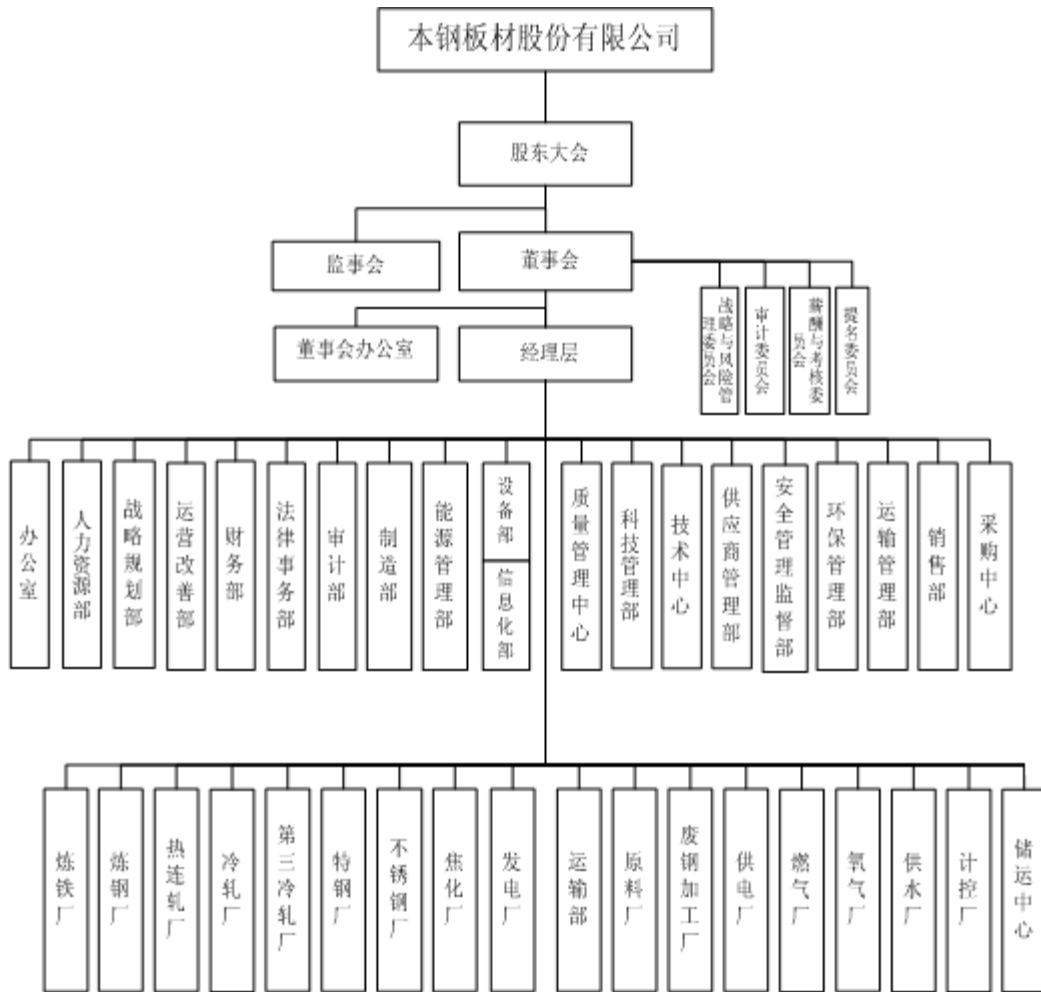 本钢板材股份有限公司
股东大会
监事会
董事会
战略与风险管
理委员会
审计委员会
薪酬与考核委
员会
提名委员会
董事会办公室
经理层
办公室
人力资源部
战略规划部
运营改善部
财务部
法律事务部
审计部
制造部
能源管理部
设备部
信息化部
质量管理中心
科技管理部
技术中心
供应商管理部
安全管理监督部
环保管理部
运输管理部
销售部
采购中心
炼铁厂
炼钢厂
热连轧厂
冷轧厂
第三冷轧厂
特钢厂
不锈钢厂
焦化厂
发电厂
运输部
原料厂
废钢加工厂
供电厂
燃气厂
氧气厂
供水厂
计控厂
储运中心